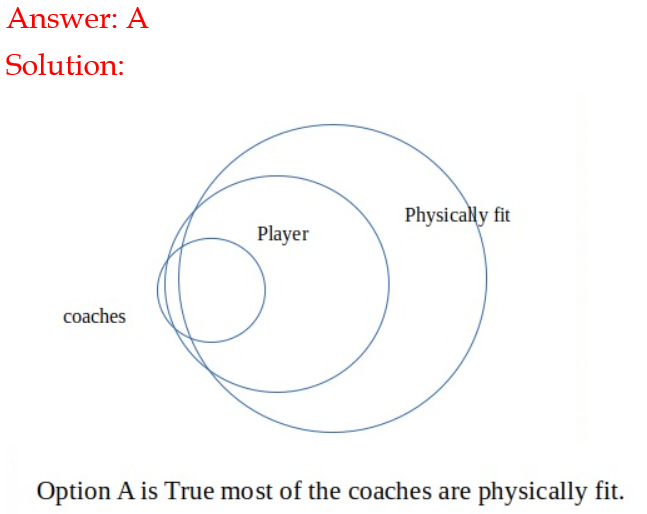 Answer: A
Solution:
Physically fit
Player
coaches
Option A is True most of the coaches are physically fit.